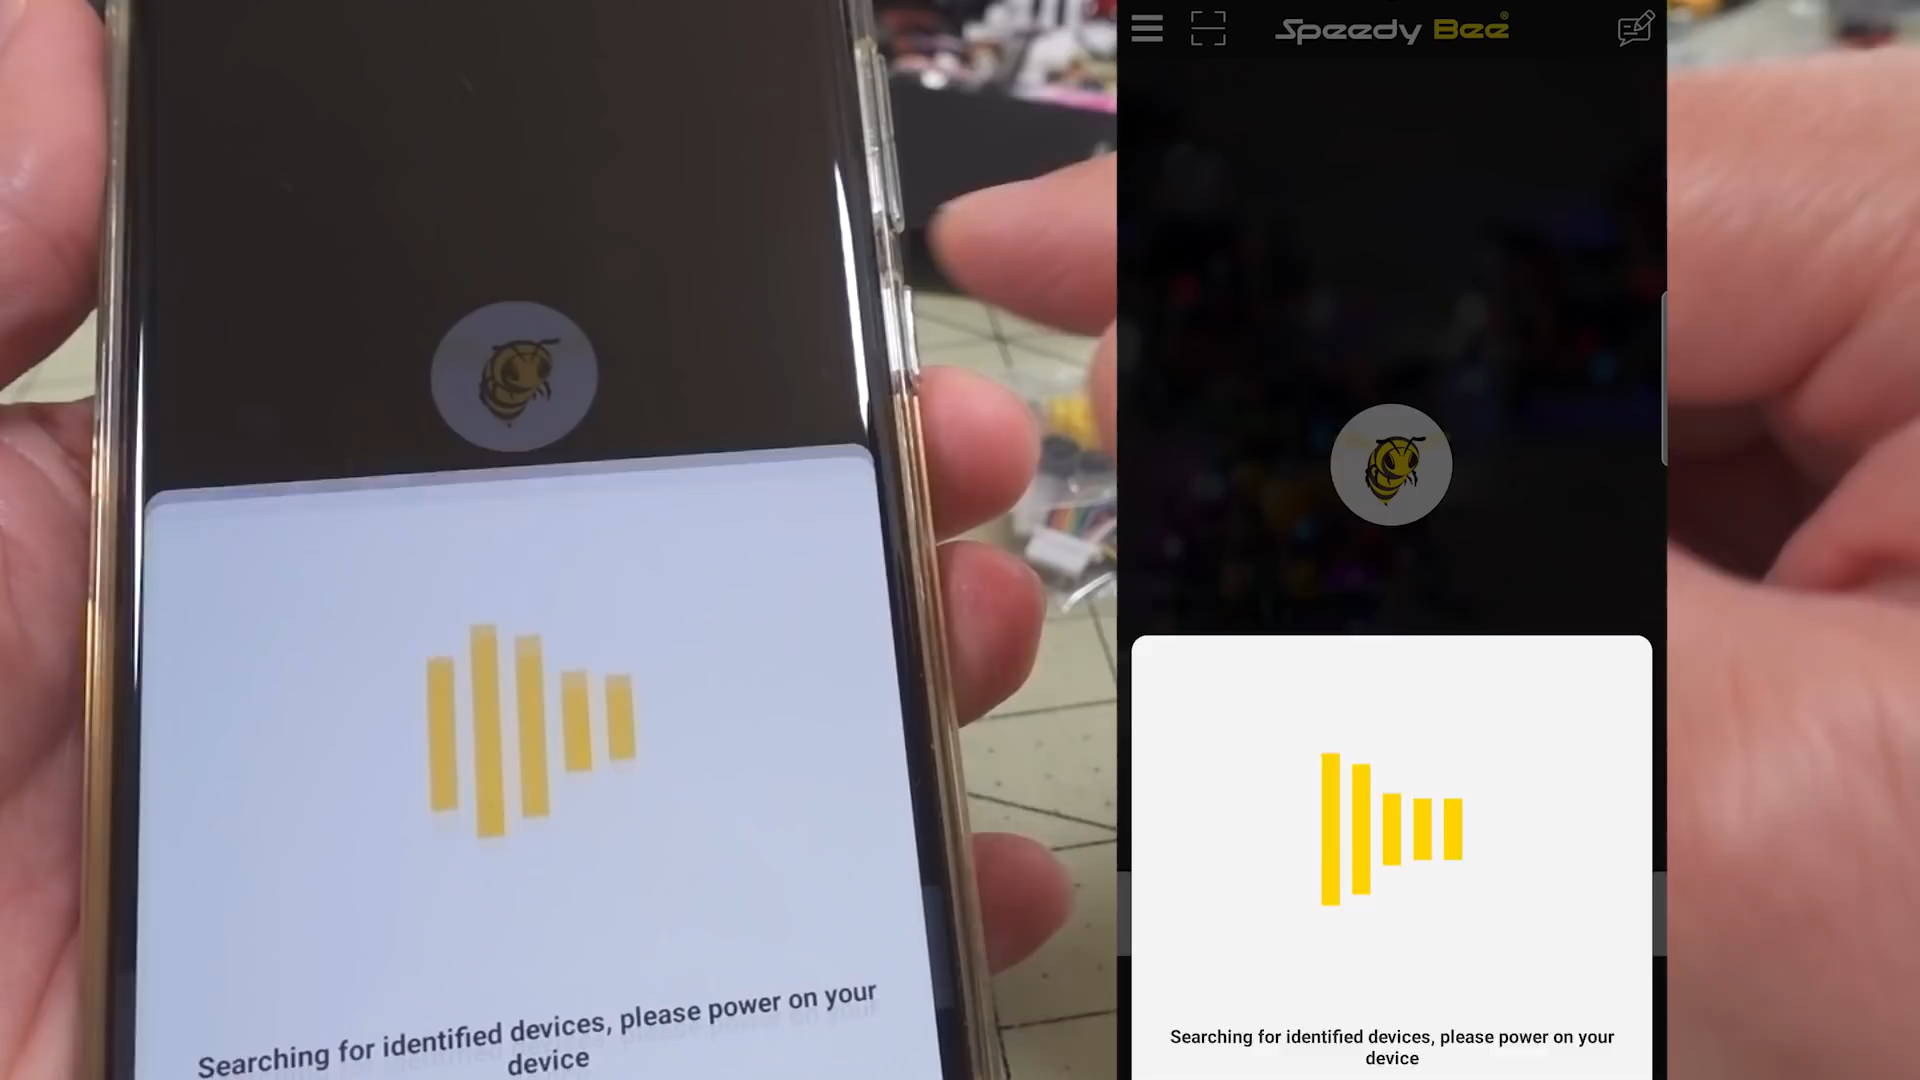 Searching for identified devices, please power on your
device
Speedy Bee®
Searching for identified devices, please power on your
device